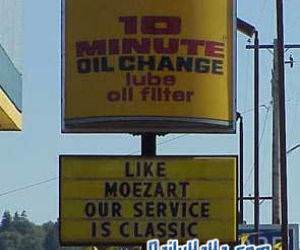 10
MINUTE
OIL CHANGE
lube
oil filter
LIKE
MOEZART
OUR SERVICE
IS CLASSIC